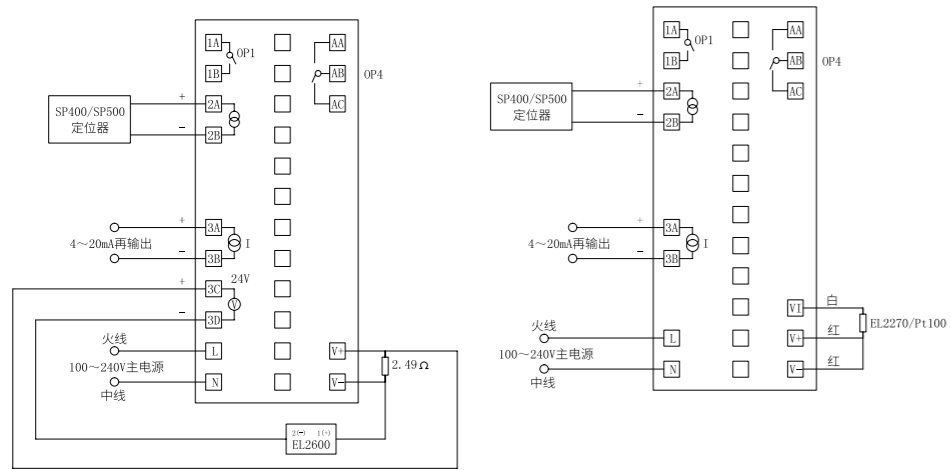 1A
AA
OP1
1B
AB
OP4
SP400/SP500
定位器
+
2A
AC
-
2B
+
3A
4～20mA再输出
I
-
3B
+
3C
24V
V
-
3D
火线
L
V+
100～240V主电源
2.49Ω
N
V-
中线
2(-) 1(+)
EL2600
1A
AA
OP1
1B
AB
OP4
SP400/SP500
定位器
+
2A
AC
-
2B
+
3A
4～20mA再输出
I
-
3B
VI
白
EL2270/Pt100
火线
L
V+
红
100～240V主电源
N
V-
红
中线